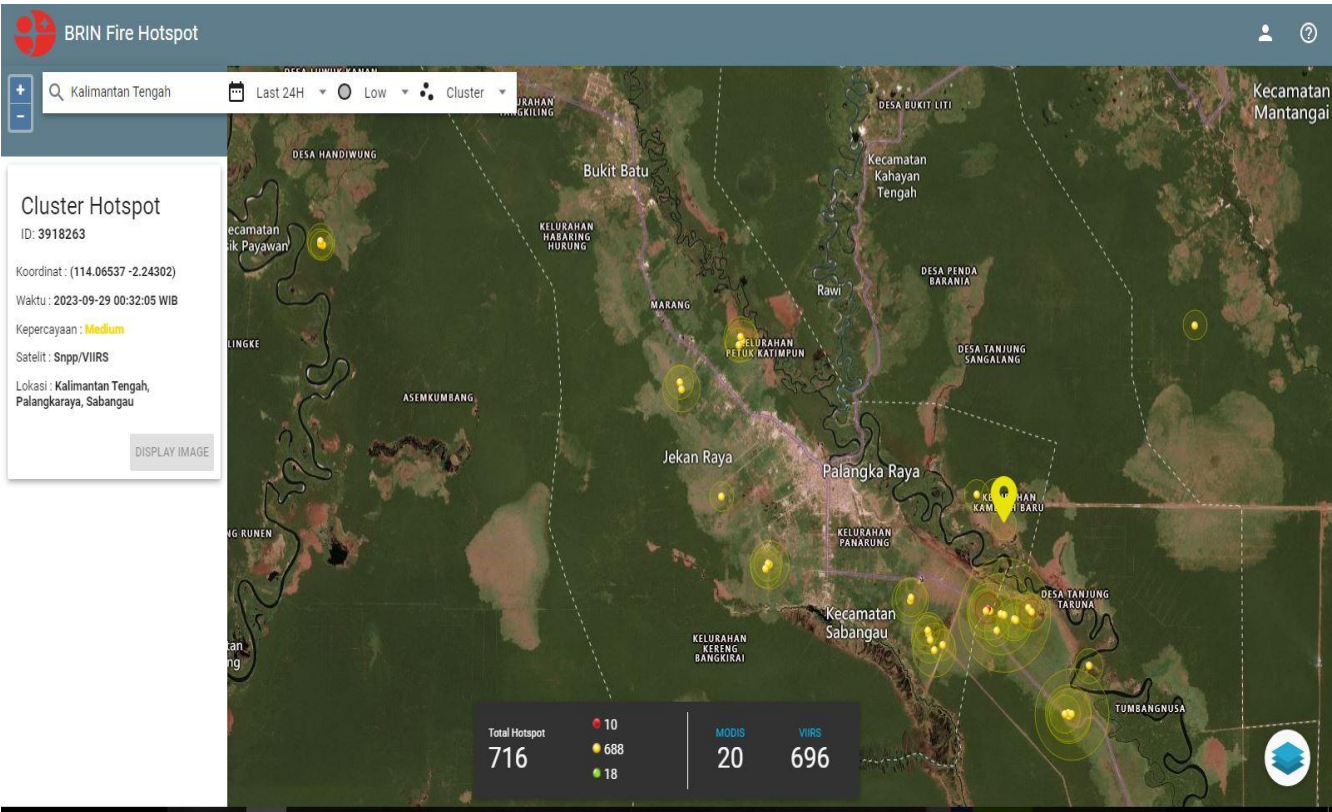 BRIN Fire Hotspot
Kalimantan Tengah
Last 24H
Low
Cluster
Cluster Hotspot
ID: 3918263
Koordinat : (114.06537 -2.24302)
Waktu : 2023-09-29 00:32:05 WIB
Kepercayaan : Medium
Satelit : Snpp/VIIRS
Lokasi : Kalimantan Tengah,
Palangkaraya, Sabangau
DISPLAY IMAGE
DESA BUKIT LITI
Kecamatan
Mantangai
DESA HANDIWUNG
Bukit Batu
Kecamatan
Kahayan
Tengah
KELURAHAN
HABARING
HURUNG
DESA PENDA
BARANIA
Rawi
MARANG
KELURAHAN
PETUK KATIMPUN
DESA TANJUNG
SANGALANG
ASEMKUMBANG
Jekan Raya
Palangka Raya
KELURAHAN
PANARUNG
DESA TANJUNG
TARUNA
Kecamatan
Sabangau
KELURAHAN
KERENG
BANGKIRAI
TUMBANGNUSA
Total Hotspot
716
10
688
18
MODIS
20
VIIRS
696